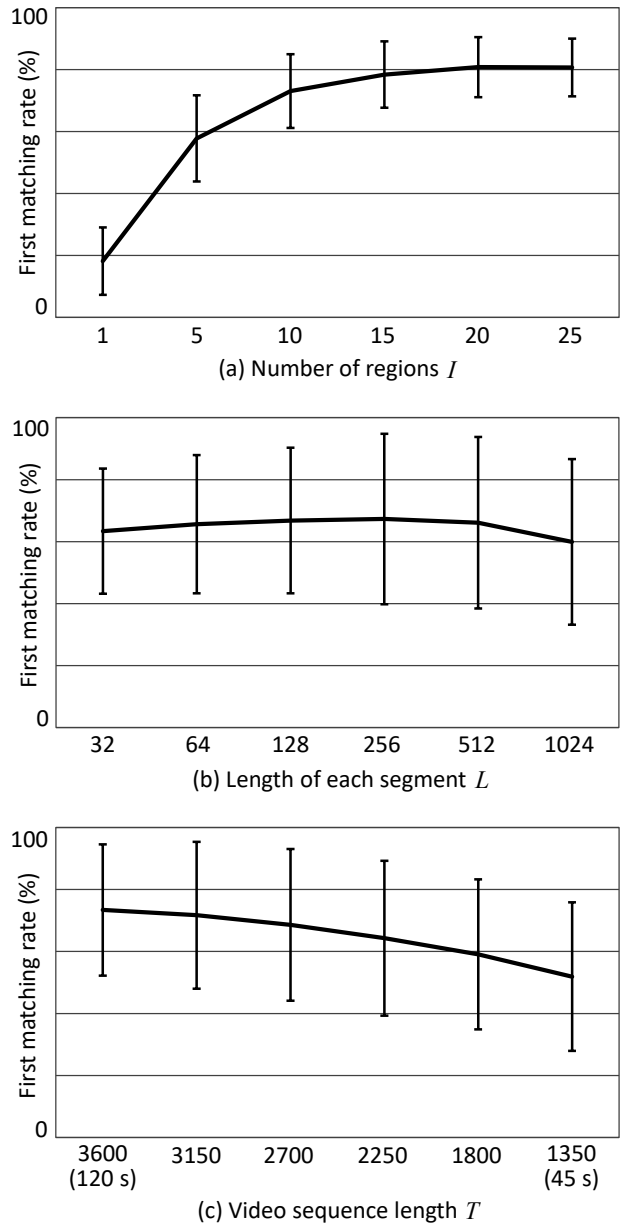 100
First matching rate (%)
0
1 5 10 15 20 25
(a) Number of regions I
100
First matching rate (%)
0
32 64 128 256 512 1024
(b) Length of each segment L
100
First matching rate (%)
0
3600 3150 2700 2250 1800 1350
(120 s) (45 s)
(c) Video sequence length T